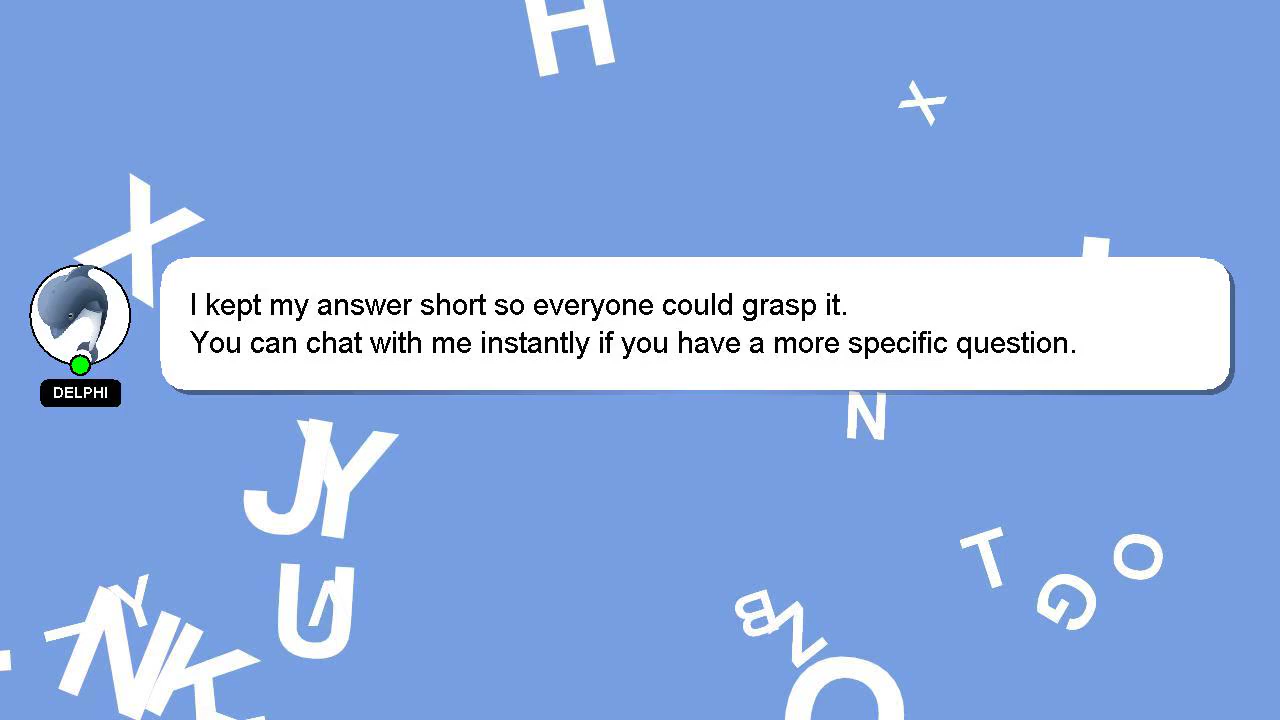 H
X
X
I kept my answer short so everyone could grasp it.
You can chat with me instantly if you have a more specific question.
DELPHI
N
J
Y
T
O
U
G
B
Y
N
Z
K
O